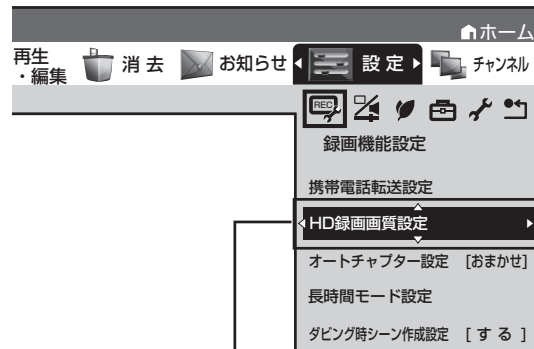 ホーム
再生・編集 消去 お知らせ 設定 チャンネル
REC
録画機能設定
携帯電話転送設定
HD録画画質設定
オートチャプター設定 [おまかせ]
長時間モード設定
ダビング時シーン作成設定 [する]